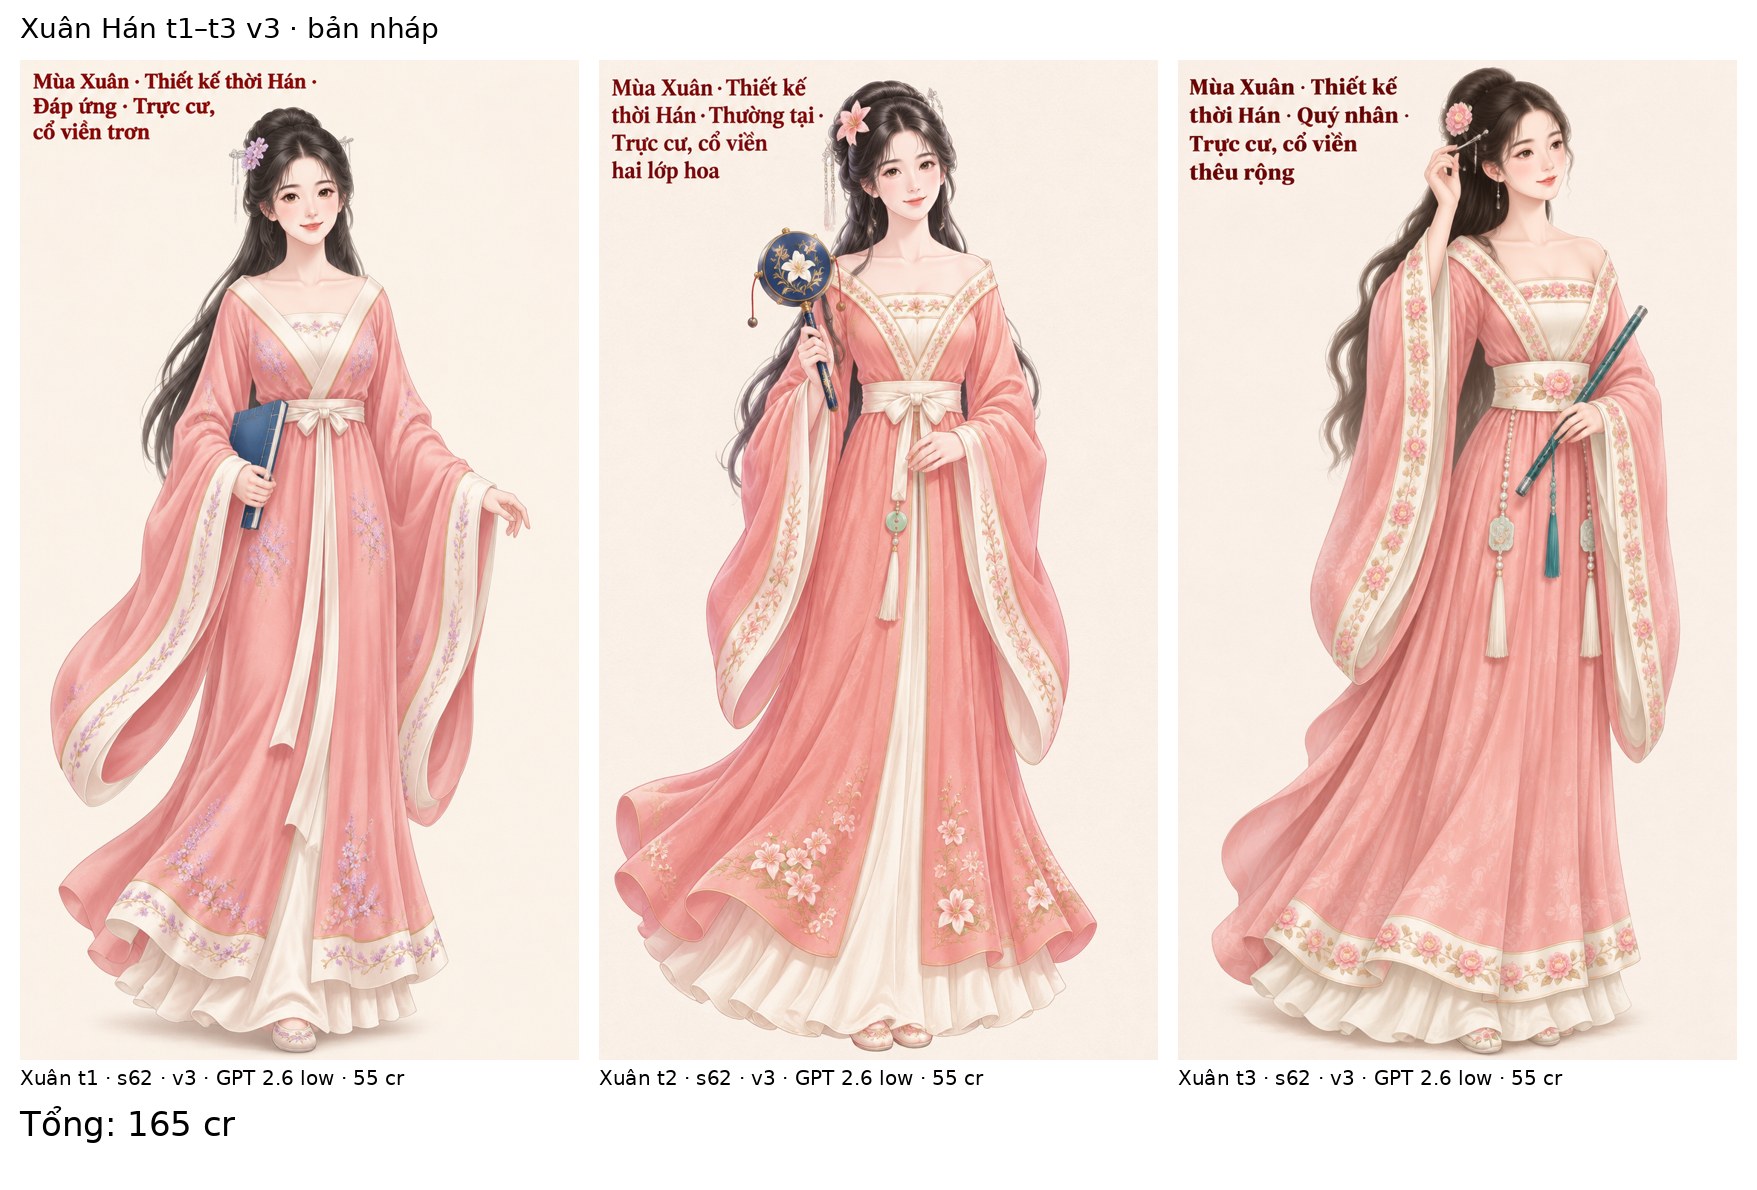 Xuân Hán t1–t3 v3 · bản nháp
Mùa Xuân · Thiết kế thời Hán ·
Đáp ứng · Trực cư,
cổ viền trơn
Mùa Xuân · Thiết kế
thời Hán · Thường tại ·
Trực cư, cổ viền
hai lớp hoa
Mùa Xuân · Thiết kế
thời Hán · Quý nhân ·
Trực cư, cổ viền
thêu rộng
Xuân t1 · s62 · v3 · GPT 2.6 low · 55 cr
Xuân t2 · s62 · v3 · GPT 2.6 low · 55 cr
Xuân t3 · s62 · v3 · GPT 2.6 low · 55 cr
Tổng: 165 cr